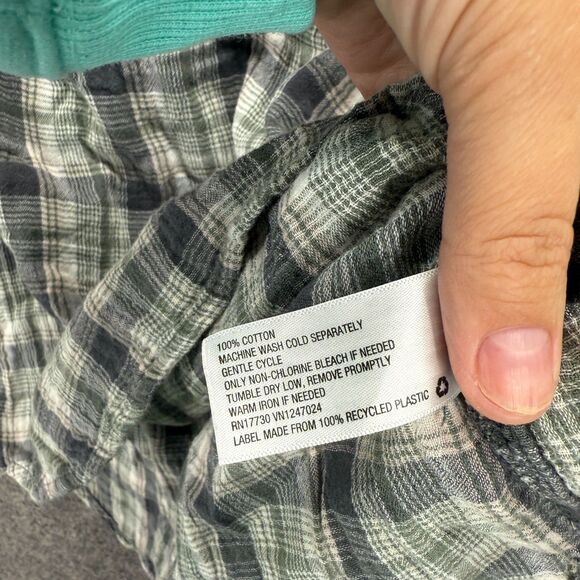 100% COTTON
MACHINE WASH COLD SEPARATELY
GENTLE CYCLE
ONLY NON-CHLORINE BLEACH IF NEEDED
TUMBLE DRY LOW, REMOVE PROMPTLY
WARM IRON IF NEEDED
RN17730 VN1247024
LABEL MADE FROM 100% RECYCLED PLASTIC